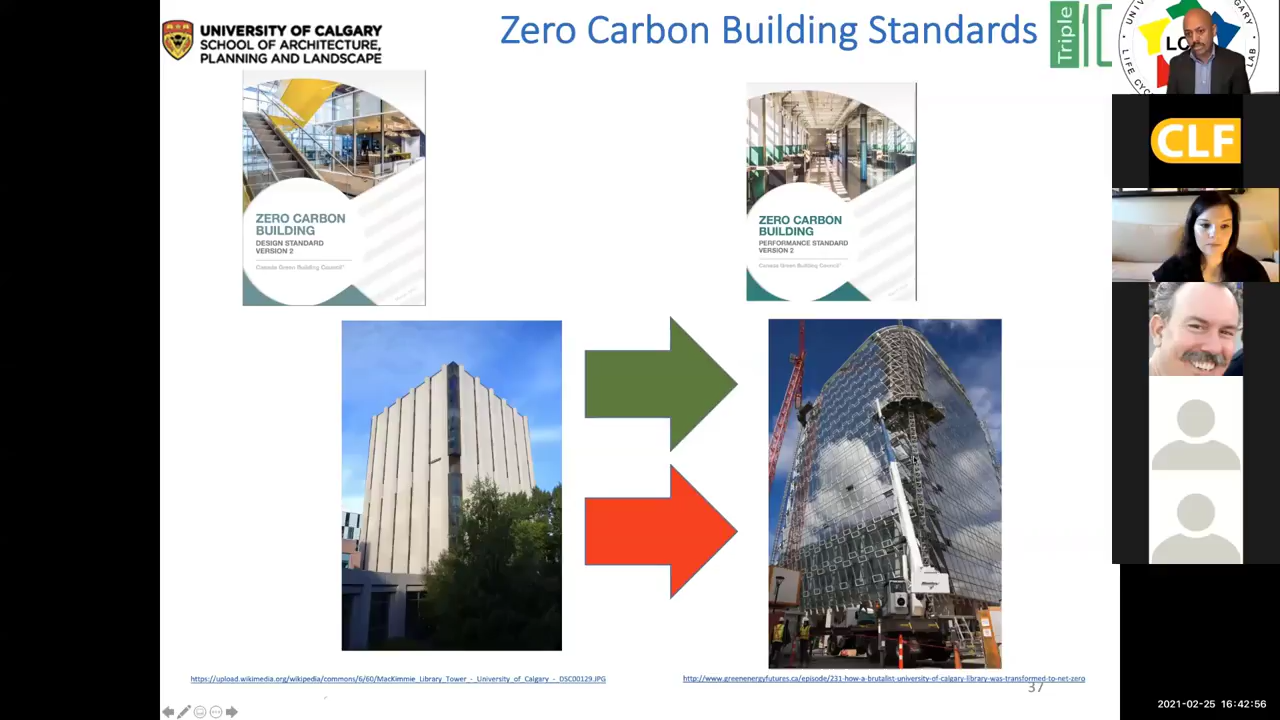 UNIVERSITY OF CALGARY
SCHOOL OF ARCHITECTURE,
PLANNING AND LANDSCAPE
Zero Carbon Building Standards
Triple
CLF
ZERO CARBON
BUILDING
DESIGN STANDARD
VERSION 2
Canada Green Building Council
ZERO CARBON
BUILDING
PERFORMANCE STANDARD
VERSION 2
Canada Green Building Council
https://upload.wikimedia.org/wikipedia/commons/6/60/MacKimmie_Library_Tower_-_University_of_Calgary_-_DSC00129.JPG
http://www.greenenergyfutures.ca/episode/231-how-a-brutalist-university-of-calgary-library-was-transformed-to-net-zero
37
2021-02-25 16:42:56